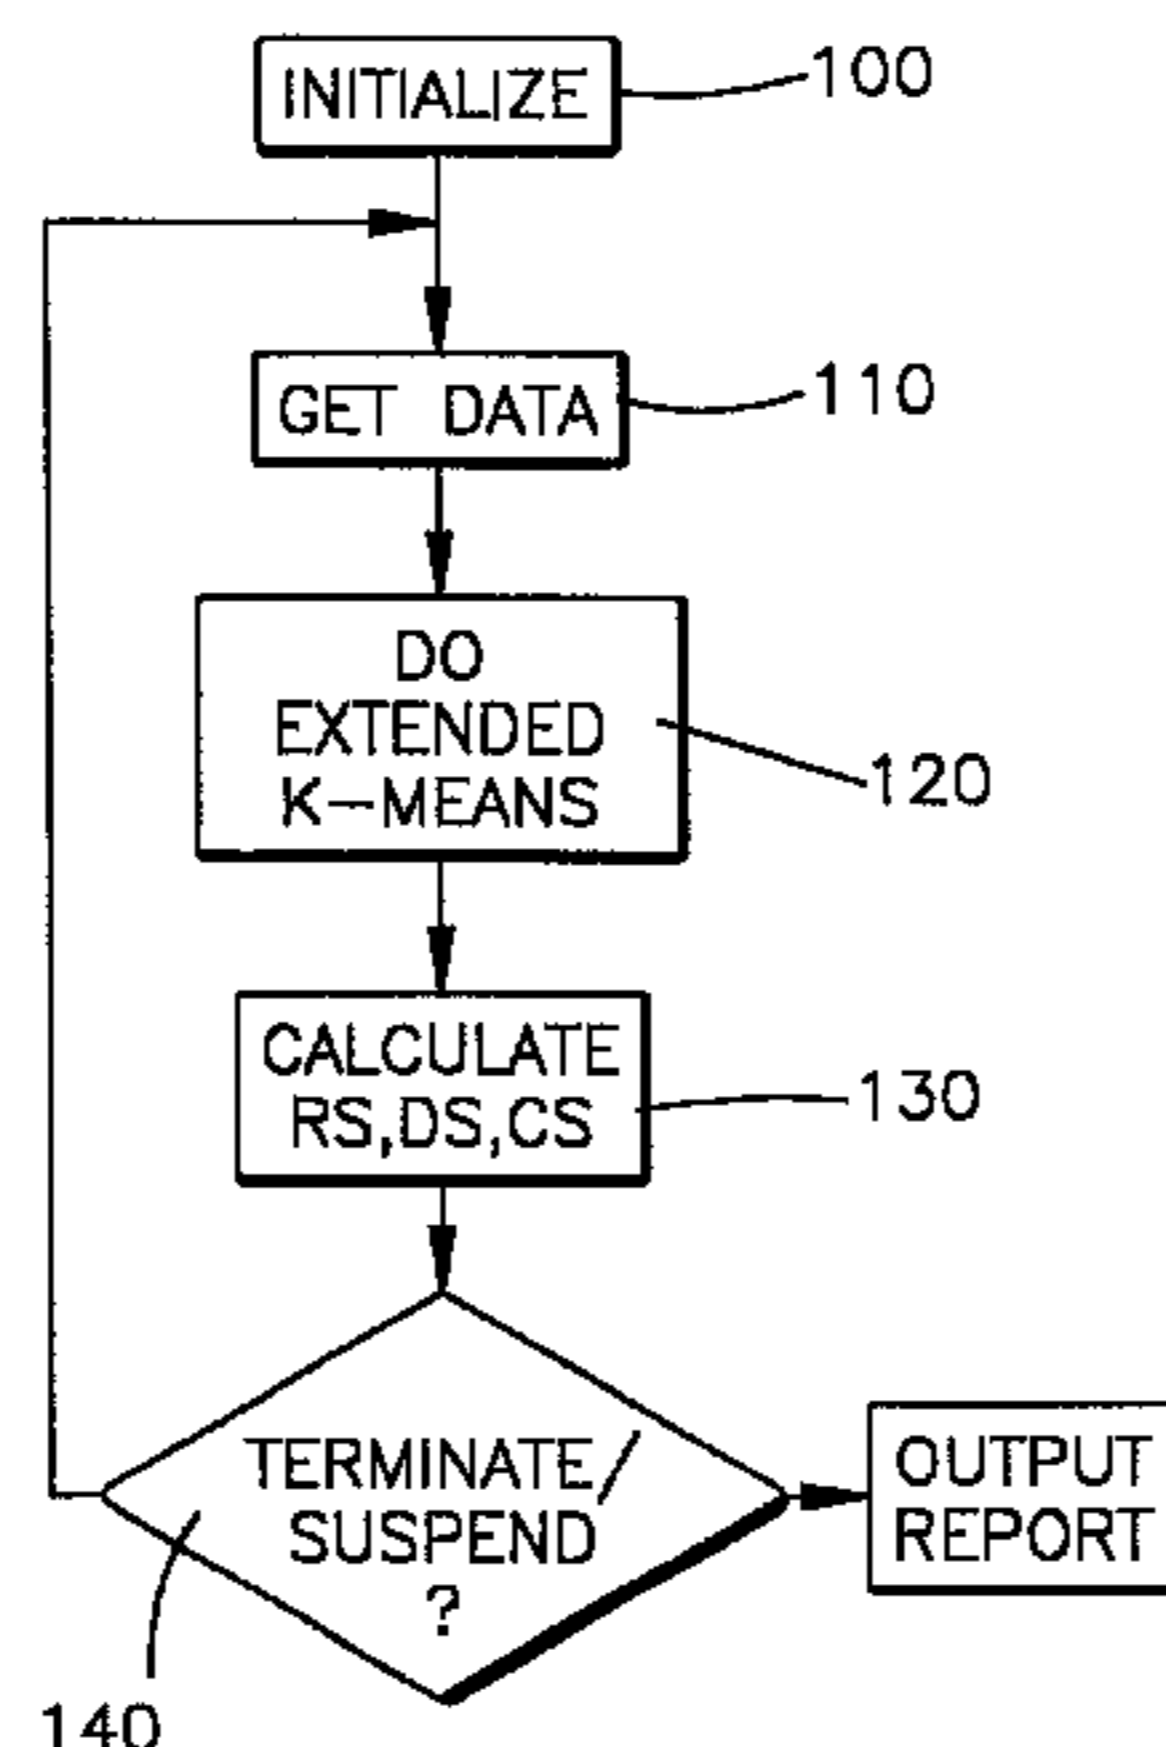 INITIALIZE
100
GET DATA
110
DO
EXTENDED
K-MEANS
120
CALCULATE
RS,DS,CS
130
TERMINATE/
SUSPEND
?
140
OUTPUT
REPORT